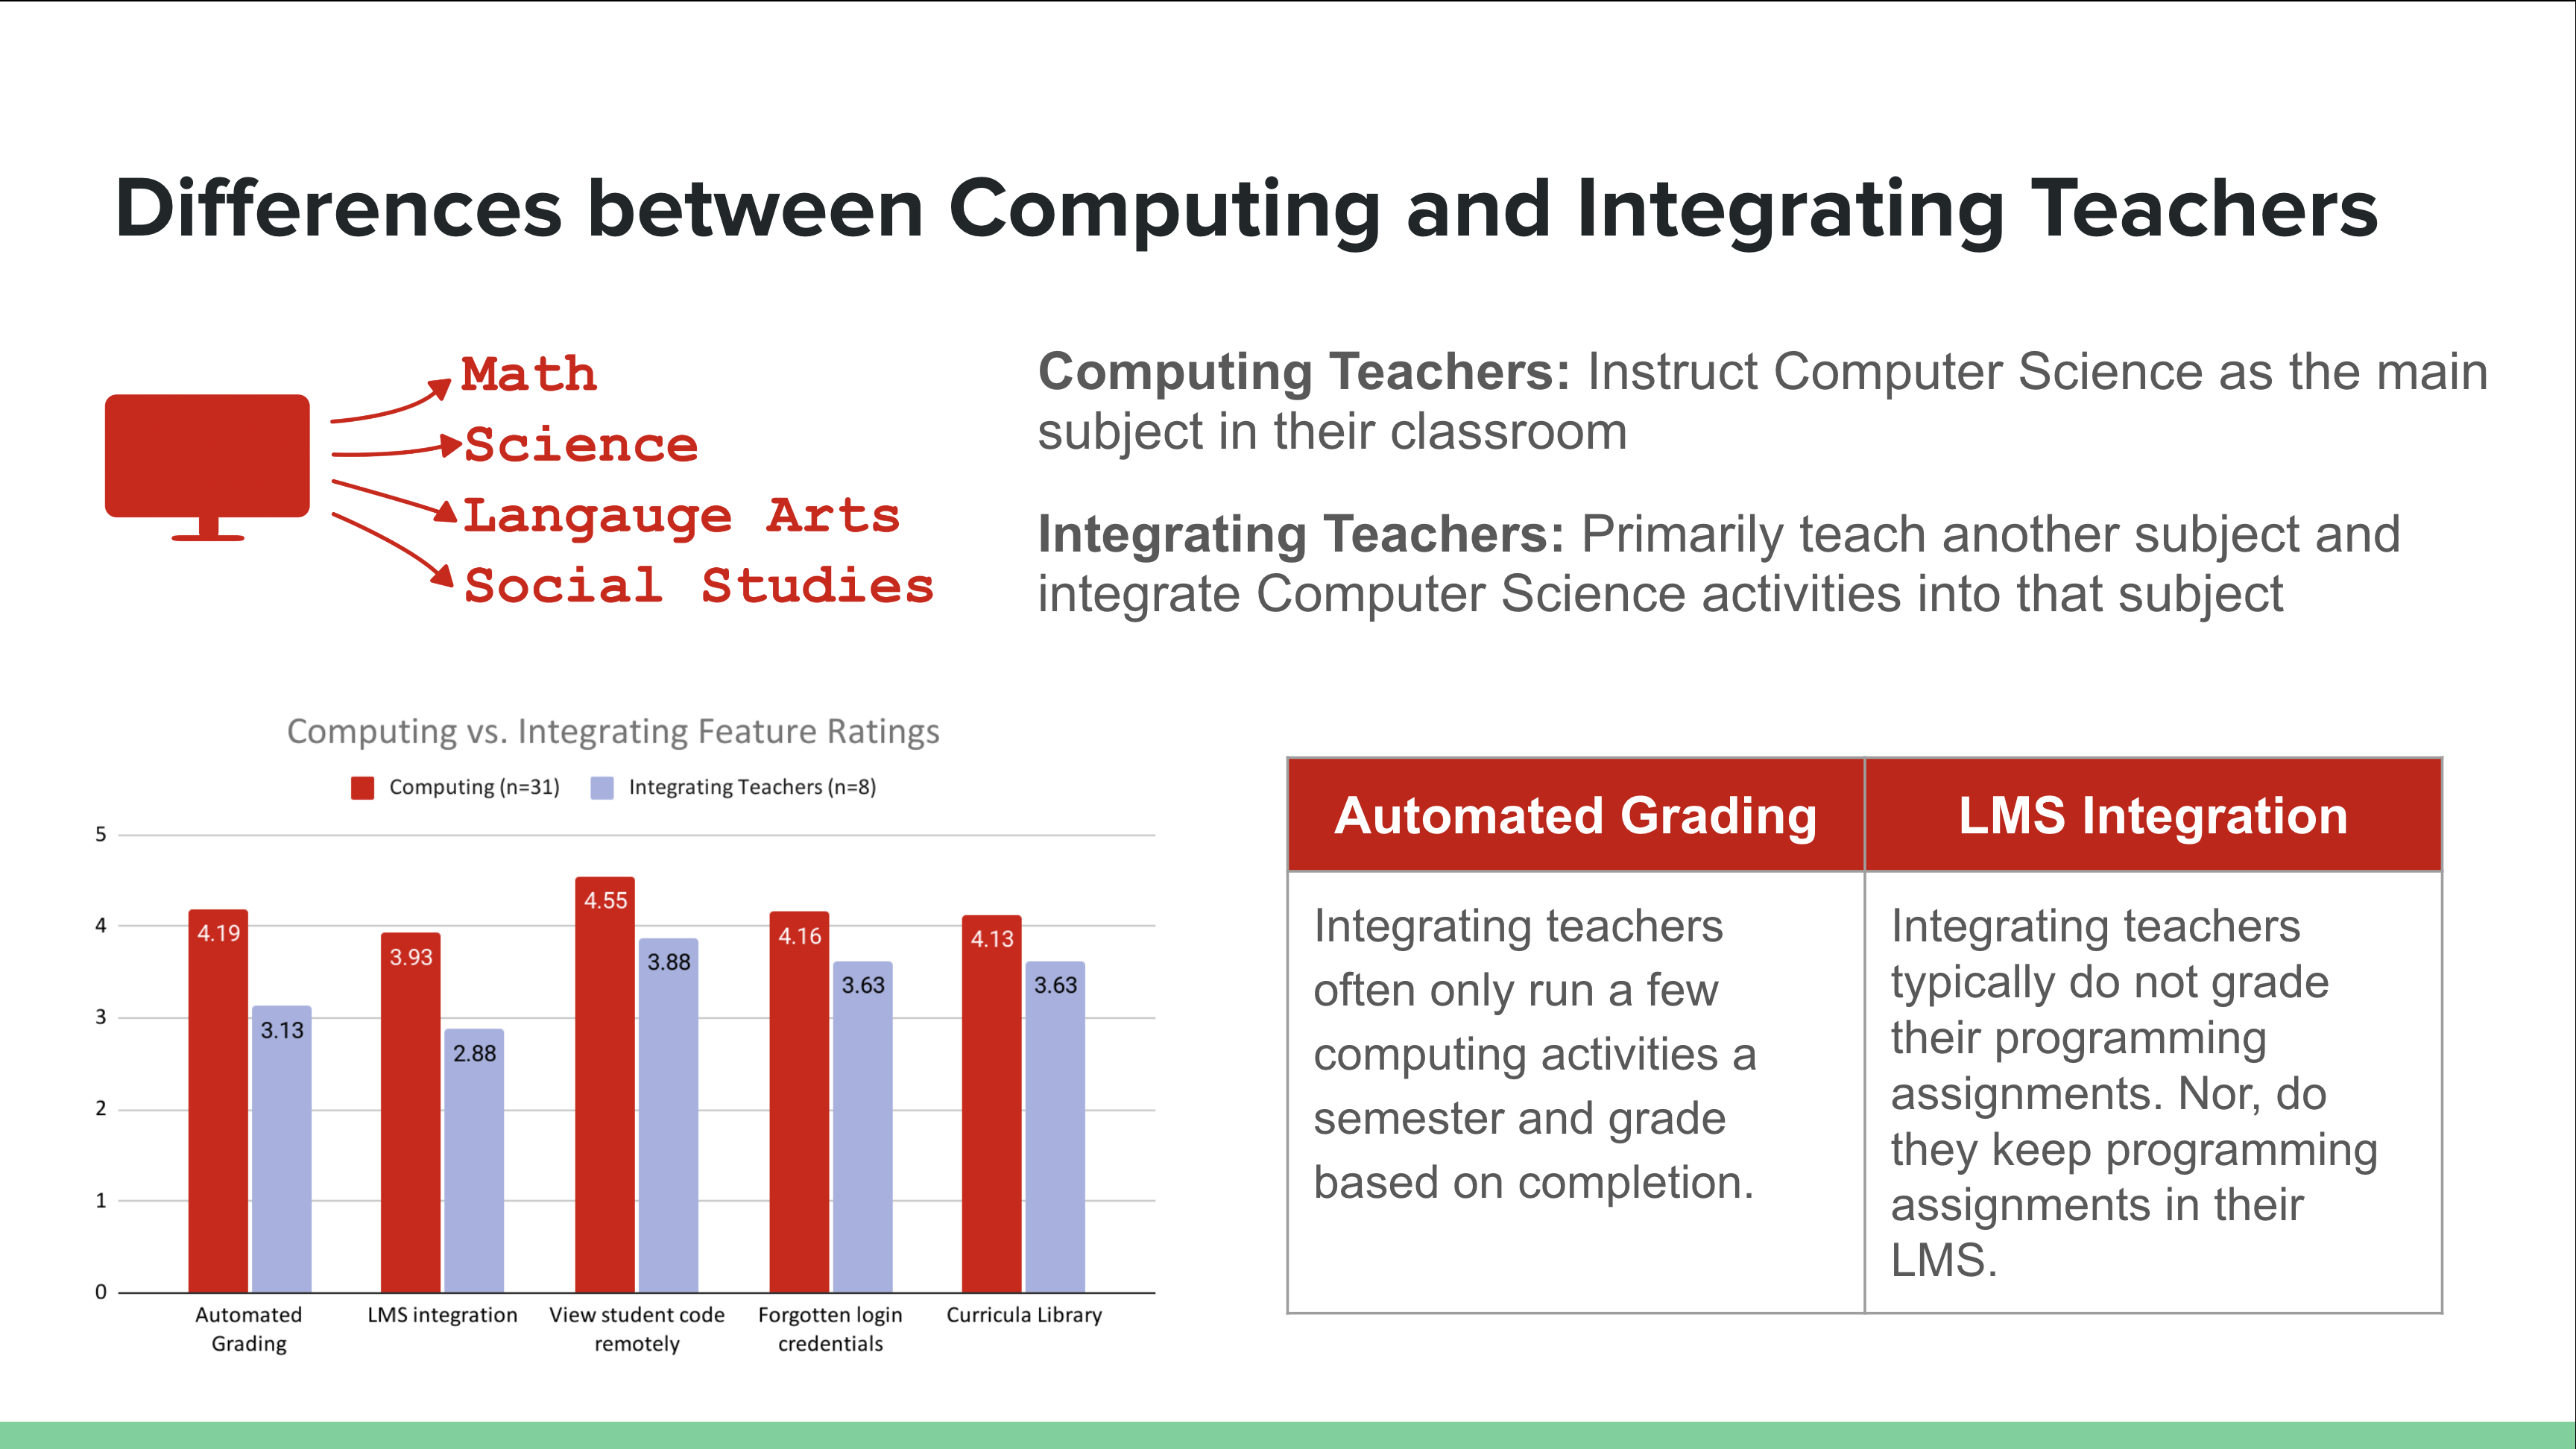 Differences between Computing and Integrating Teachers
Math
Science
Langauge Arts
Social Studies
Computing Teachers: Instruct Computer Science as the main
subject in their classroom
Integrating Teachers: Primarily teach another subject and
integrate Computer Science activities into that subject
Computing vs. Integrating Feature Ratings
Computing (n=31) Integrating Teachers (n=8)
5
4
3
2
1
0
4.19
3.13
3.93
2.88
4.55
3.88
4.16
3.63
4.13
3.63
Automated
Grading
LMS integration
View student code
remotely
Forgotten login
credentials
Curricula Library
Automated Grading
Integrating teachers
often only run a few
computing activities a
semester and grade
based on completion.
LMS Integration
Integrating teachers
typically do not grade
their programming
assignments. Nor, do
they keep programming
assignments in their
LMS.